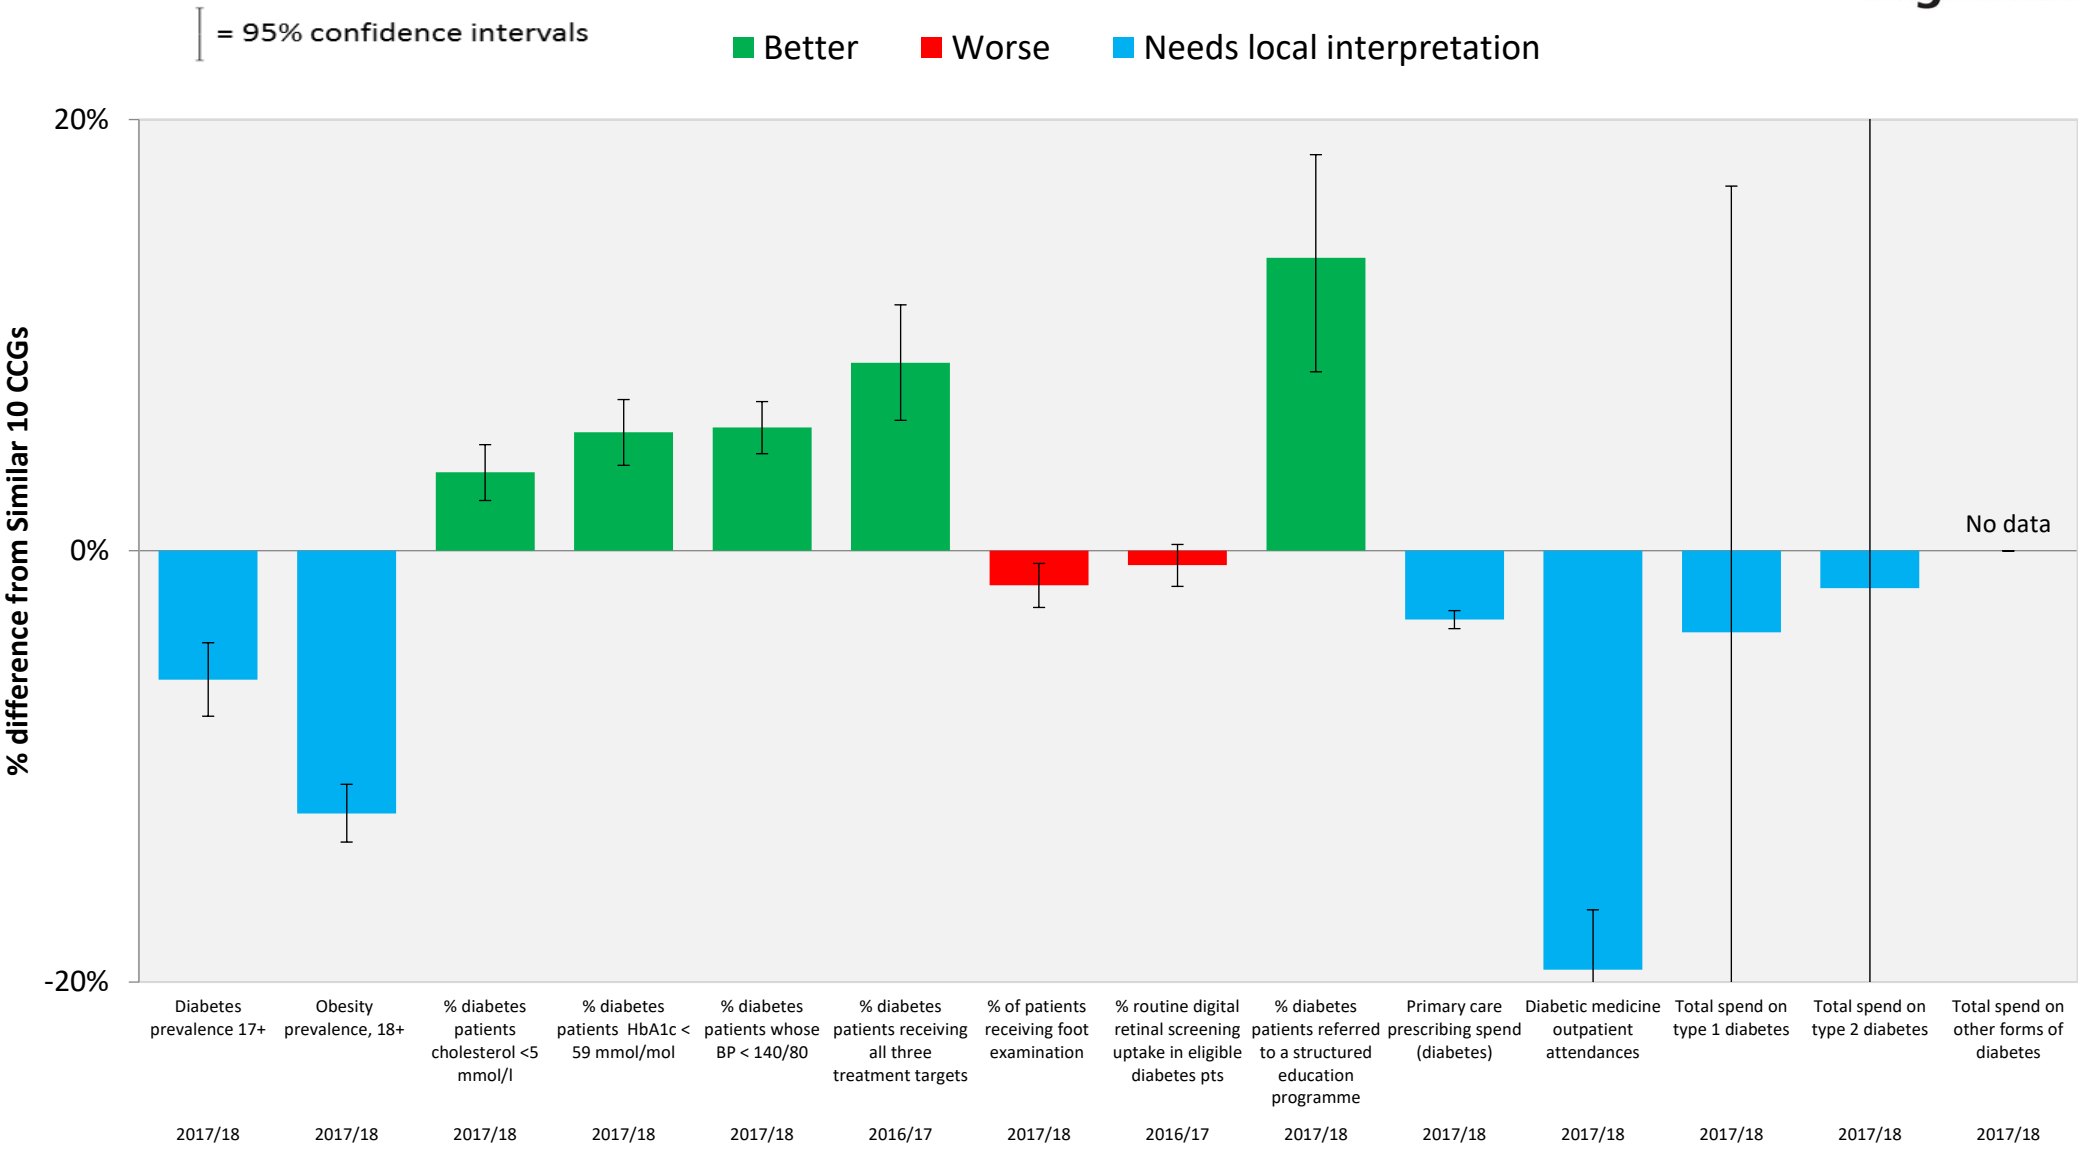 = 95% confidence intervals
Better
Worse
Needs local interpretation
20%
0%
-20%
% difference from Similar 10 CCGs
No data
Diabetes
prevalence 17+
2017/18
Obesity
prevalence, 18+
2017/18
% diabetes
patients
cholesterol <5
mmol/l
2017/18
% diabetes
patients HbA1c <
59 mmol/mol
2017/18
% diabetes
patients whose
BP < 140/80
2017/18
% diabetes
patients receiving
all three
treatment targets
2016/17
% of patients
receiving foot
examination
2017/18
% routine digital
retinal screening
uptake in eligible
diabetes pts
2016/17
% diabetes
patients referred
to a structured
education
programme
2017/18
Primary care
prescribing spend
(diabetes)
2017/18
Diabetic medicine
outpatient
attendances
2017/18
Total spend on
type 1 diabetes
2017/18
Total spend on
type 2 diabetes
2017/18
Total spend on
other forms of
diabetes
2017/18